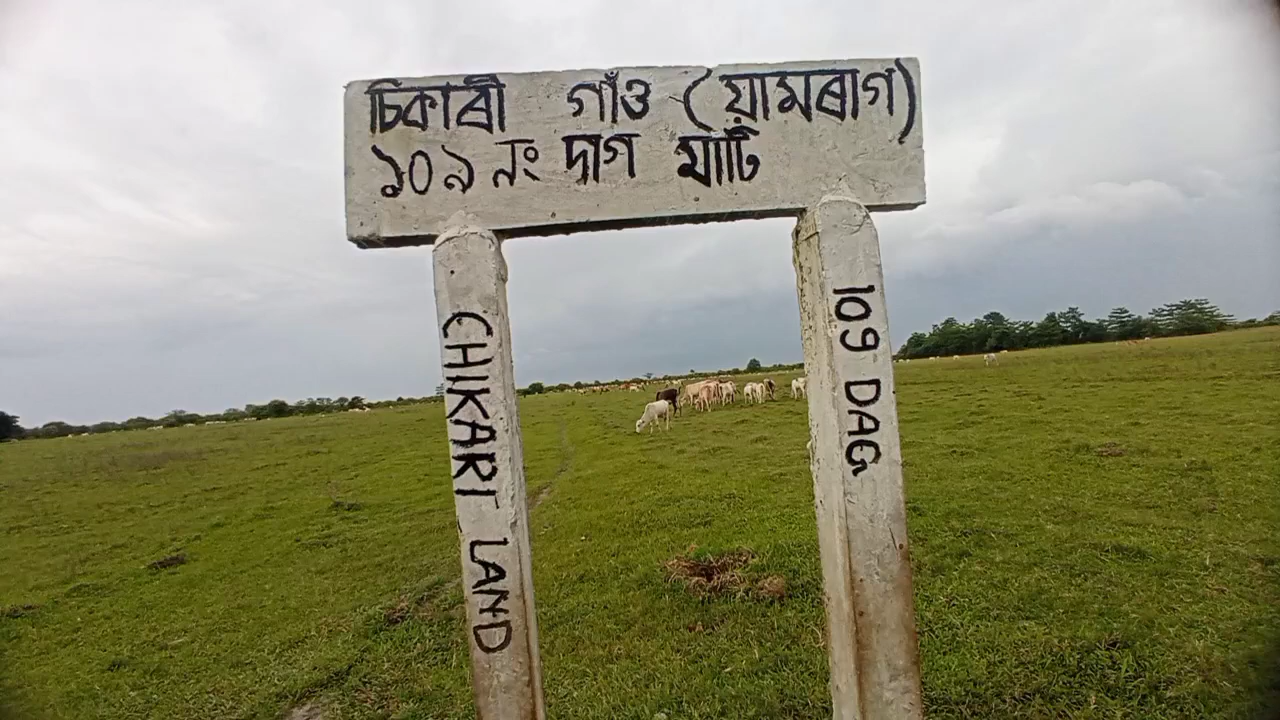 চিকাৰী গাঁও (য়ামৰাগ)
১০৯ নং দাগ মাটি
CHIKARI LAND
109 DAG